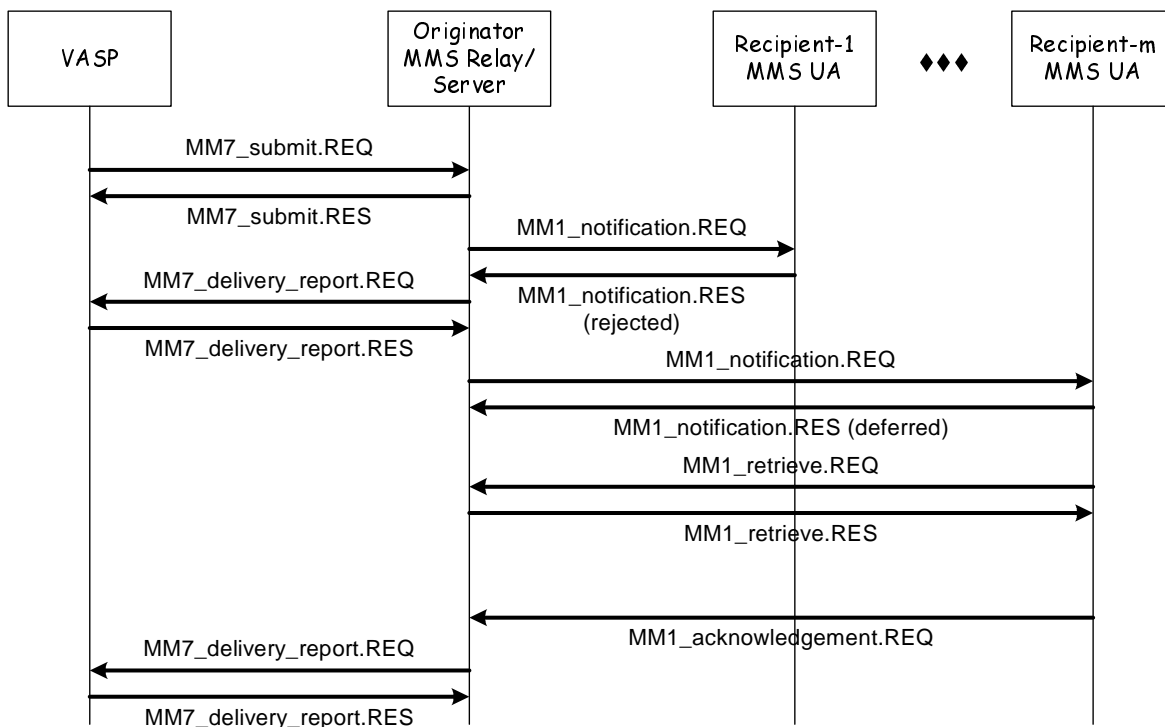 VASP
Originator
MMS Relay/
Server
Recipient-1
MMS UA
Recipient-m
MMS UA
MM7_submit.REQ
MM7_submit.RES
MM1_notification.REQ
MM7_delivery_report.REQ
MM1_notification.RES
(rejected)
MM7_delivery_report.RES
MM1_notification.REQ
MM1_notification.RES (deferred)
MM1_retrieve.REQ
MM1_retrieve.RES
MM1_acknowledgement.REQ
MM7_delivery_report.REQ
MM7_delivery_report.RES